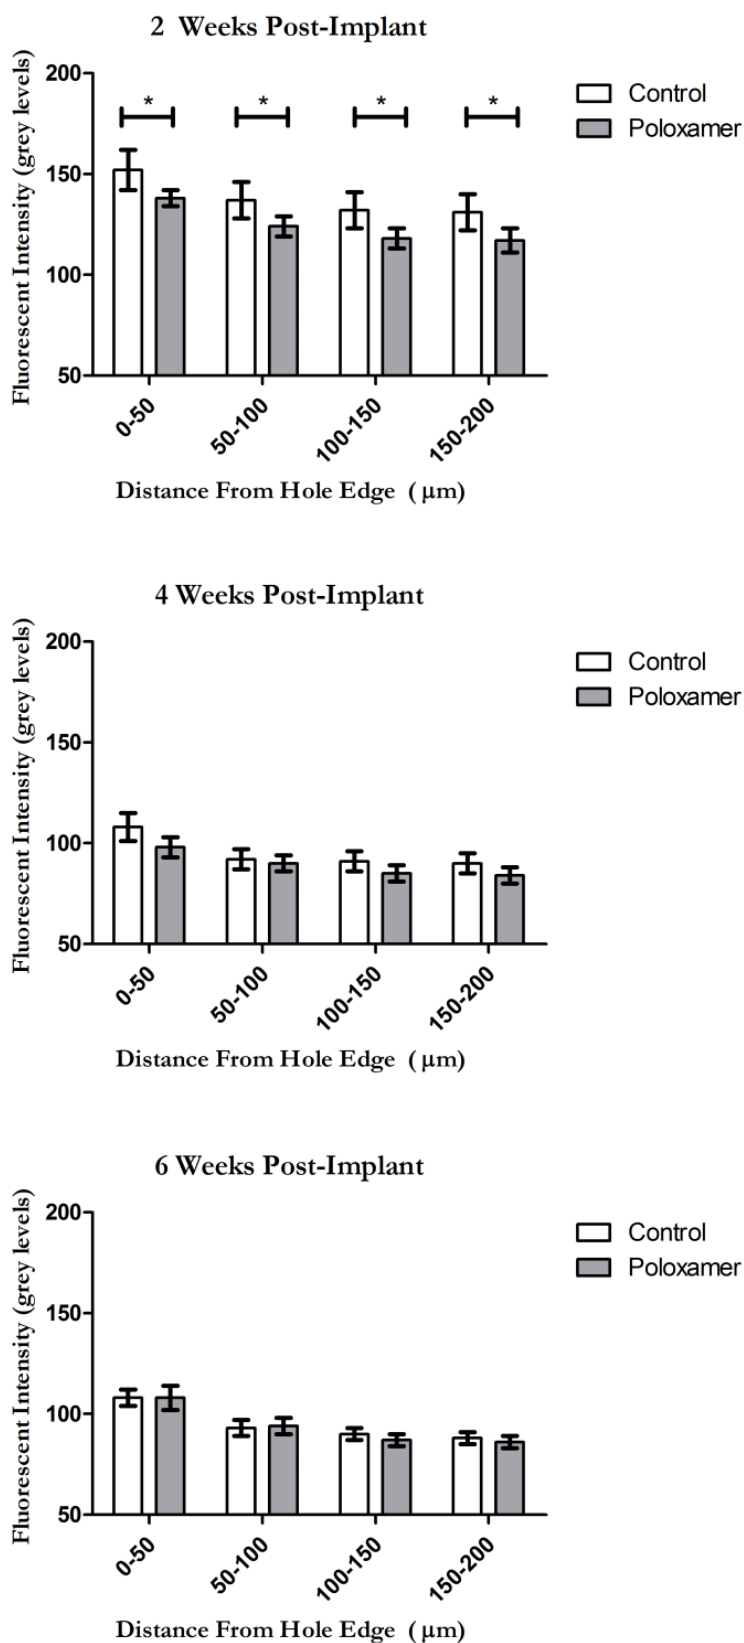 2 Weeks Post-Implant
Fluorescent Intensity (grey levels)
200
150
100
50
* * * *
Control
Poloxamer
0-50 50-100 100-150 150-200
Distance From Hole Edge ( μm)
4 Weeks Post-Implant
Fluorescent Intensity (grey levels)
200
150
100
50
Control
Poloxamer
0-50 50-100 100-150 150-200
Distance From Hole Edge ( μm)
6 Weeks Post-Implant
Fluorescent Intensity (grey levels)
200
150
100
50
Control
Poloxamer
0-50 50-100 100-150 150-200
Distance From Hole Edge ( μm)